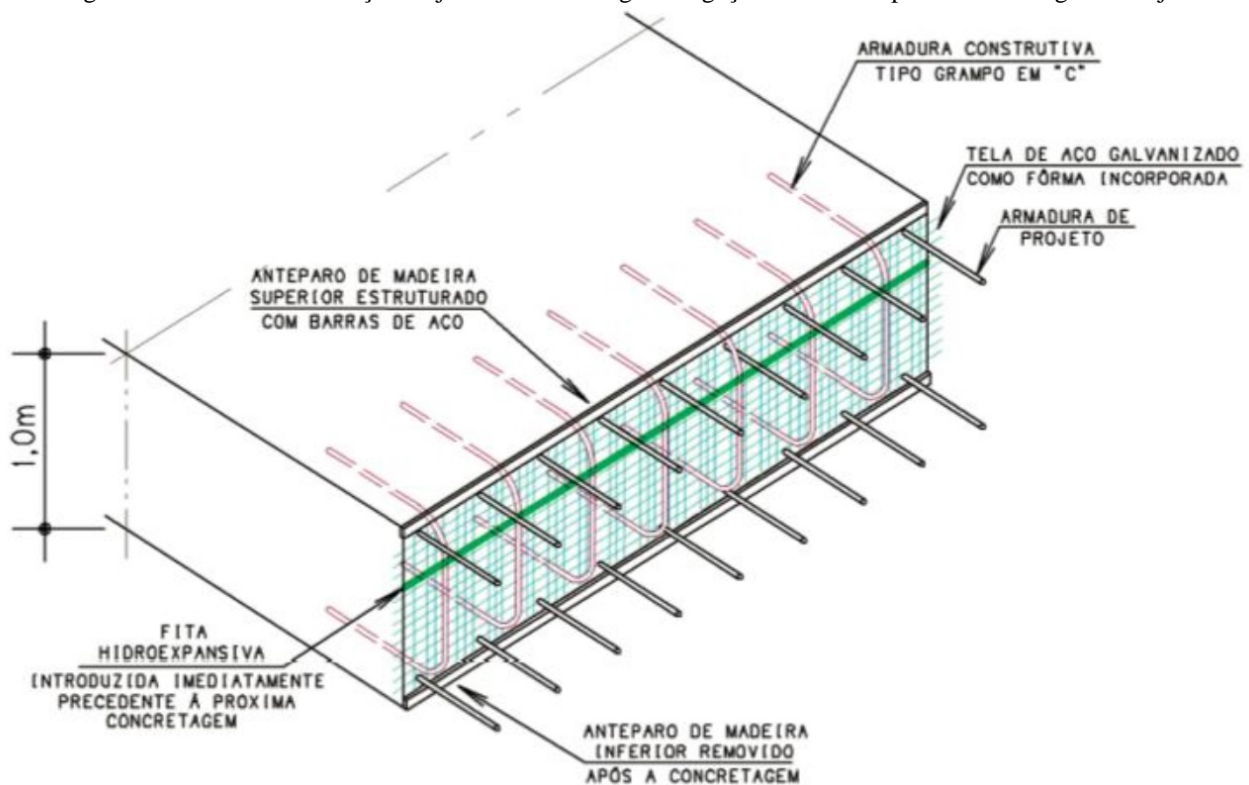 ARMADURA CONSTRUTIVA
TIPO GRAMPO EM "C"
TELA DE ACO GALVANIZADO
COMO FÔRMA INCORPORADA
ARMADURA DE
PROJETO
ANTEPARO DE MADEIRA
SUPERIOR ESTRUTURADO
COM BARRAS DE ACO
1,0m
FITA
HIDROEXPANSIVA
INTRODUZIDA IMEDIATAMENTE
PRECEDENTE À PROXIMA
CONCRETAGEM
ANTEPARO DE MADEIRA
INFERIOR REMOVIDO
APÓS A CONCRETAGEM